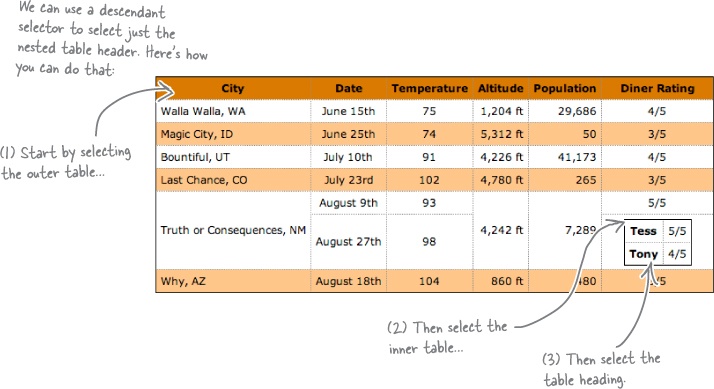 We can use a descendant
selector to select just the
nested table header. Here's how
you can do that:
City Date Temperature Altitude Population Diner Rating
Walla Walla, WA June 15th 75 1,204 ft 29,686 4/5
(1) Start by selecting
the outer table...
Magic City, ID June 25th 74 5,312 ft 50 3/5
Bountiful, UT July 10th 91 4,226 ft 41,173 4/5
Last Chance, CO July 23rd 102 4,780 ft 265 3/5
August 9th 93 5/5
Truth or Consequences, NM 4,242 ft 7,289
August 27th 98
Tess 5/5
Tony 4/5
Why, AZ August 18th 104 860 ft
(2) Then select the
inner table...
(3) Then select the
table heading.